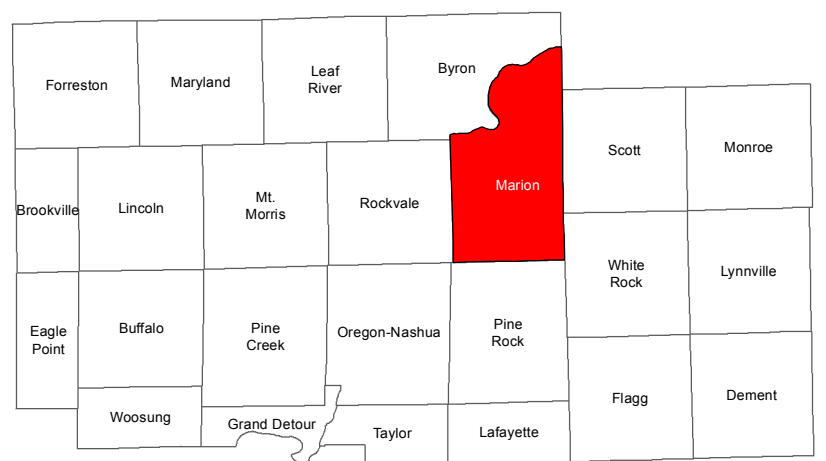 Forreston
Maryland
Leaf
River
Byron
Scott
Monroe
Brookville
Lincoln
Mt.
Morris
Rockvale
Marion
White
Rock
Lynnville
Eagle
Point
Buffalo
Pine
Creek
Oregon-Nashua
Pine
Rock
Flagg
Dement
Woosung
Grand Detour
Taylor
Lafayette